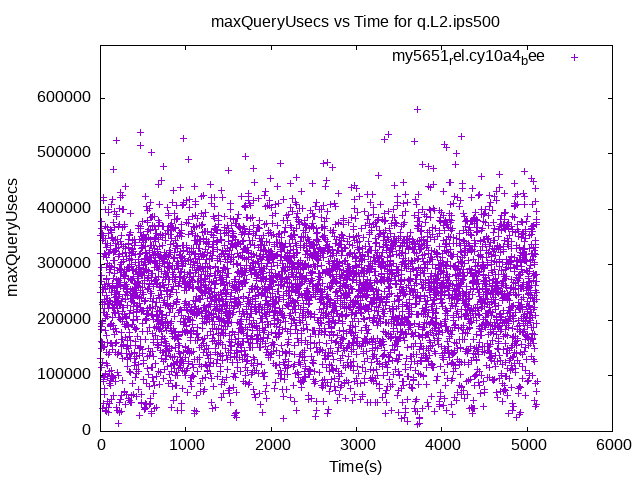 maxQueryUsecs vs Time for q.L2.ips500
my5651rel.cy10a4bee
600000
500000
400000
300000
200000
100000
0
maxQueryUsecs
0 1000 2000 3000 4000 5000 6000
Time(s)